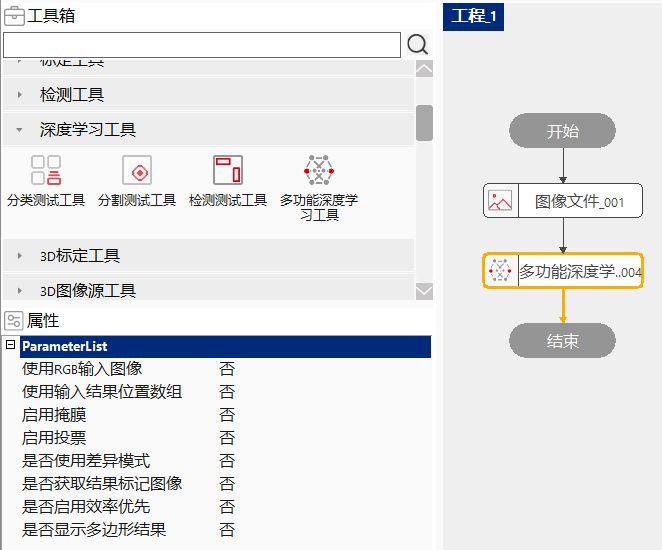 工具箱
标定工具
检测工具
深度学习工具
分类测试工具
分割测试工具
检测测试工具
多功能深度学
习工具
3D标定工具
3D图像源工具
属性
ParameterList
使用RGB输入图像 否
使用输入结果位置数组 否
启用掩膜 否
启用投票 否
是否使用差异模式 否
是否获取结果标记图像 否
是否启用效率优先 否
是否显示多边形结果 否
工程_1
开始
图像文件_001
多功能深度学..004
结束